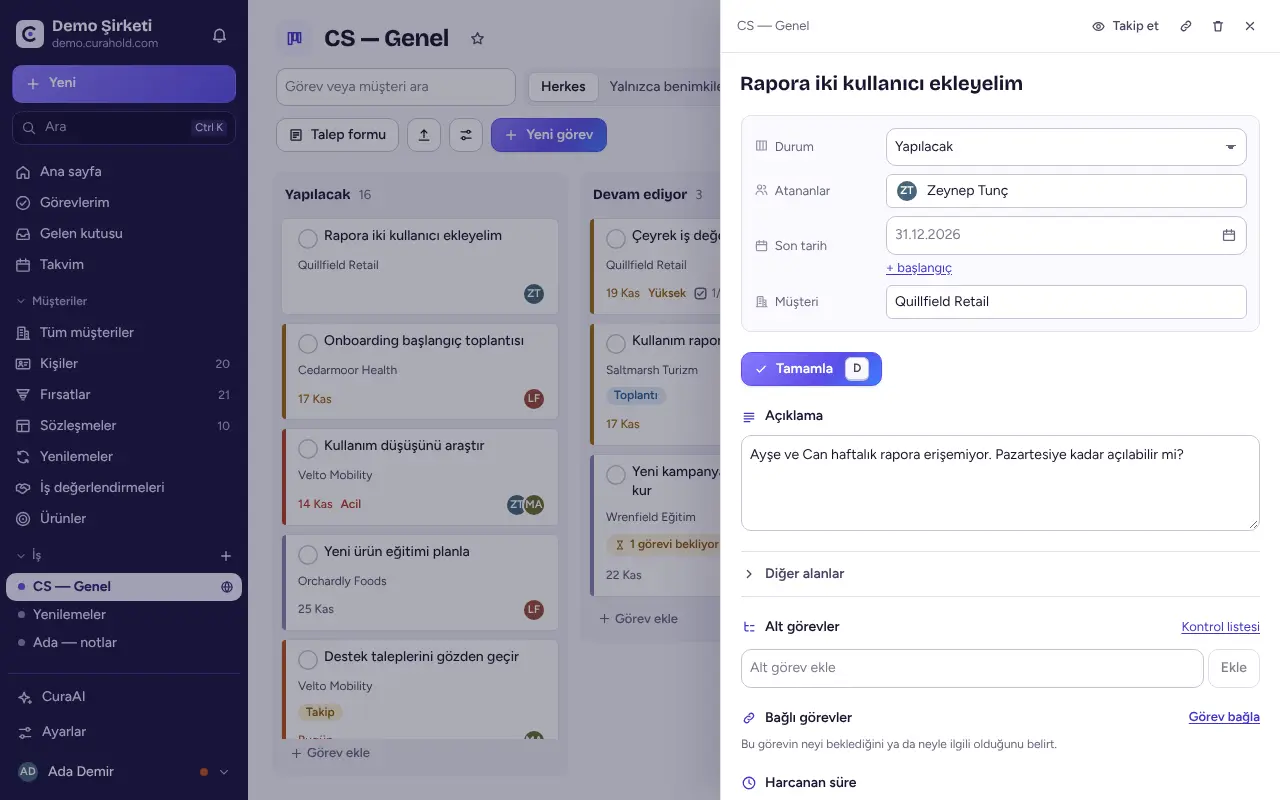 Demo Şirketi
demo.curahold.com
Yeni
Ara
Ctrl K
Ana sayfa
Görevlerim
Gelen kutusu
Takvim
Müşteriler
Tüm müşteriler
Kişiler 20
Fırsatlar 21
Sözleşmeler 10
Yenilemeler
İş değerlendirmeleri
Ürünler
İş
CS — Genel
Yenilemeler
Ada — notlar
CuraAI
Ayarlar
AD Ada Demir
CS — Genel
Görev veya müşteri ara
Herkes
Yalnızca benimkile
Talep formu
Yeni görev
Yapılacak 16
Rapora iki kullanıcı ekleyelim
Quillfield Retail
ZT
Onboarding başlangıç toplantısı
Cedarmoor Health
17 Kas
LF
Kullanım düşüşünü araştır
Velto Mobility
14 Kas Acil
ZT MA
Yeni ürün eğitimi planla
Orchardly Foods
25 Kas
LF
Destek taleplerini gözden geçir
Velto Mobility
Takip
Bugün
MA
Görev ekle
Devam ediyor 3
Çeyrek iş değe
Quillfield Retail
19 Kas Yüksek 1/
Kullanım rapor
Saltmarsh Turizm
Toplantı
17 Kas
Yeni kampanya
kur
Wrenfield Eğitim
1 görevi bekliyor
22 Kas
Görev ekle
CS — Genel
Takip et
Rapora iki kullanıcı ekleyelim
Durum
Yapılacak
Atananlar
ZT Zeynep Tunç
Son tarih
31.12.2026
+ başlangıç
Müşteri
Quillfield Retail
Tamamla D
Açıklama
Ayşe ve Can haftalık rapora erişemiyor. Pazartesiye kadar açılabilir mi?
Diğer alanlar
Alt görevler
Kontrol listesi
Alt görev ekle
Ekle
Bağlı görevler
Görev bağla
Bu görevin neyi beklediğini ya da neyle ilgili olduğunu belirt.
Harcanan süre